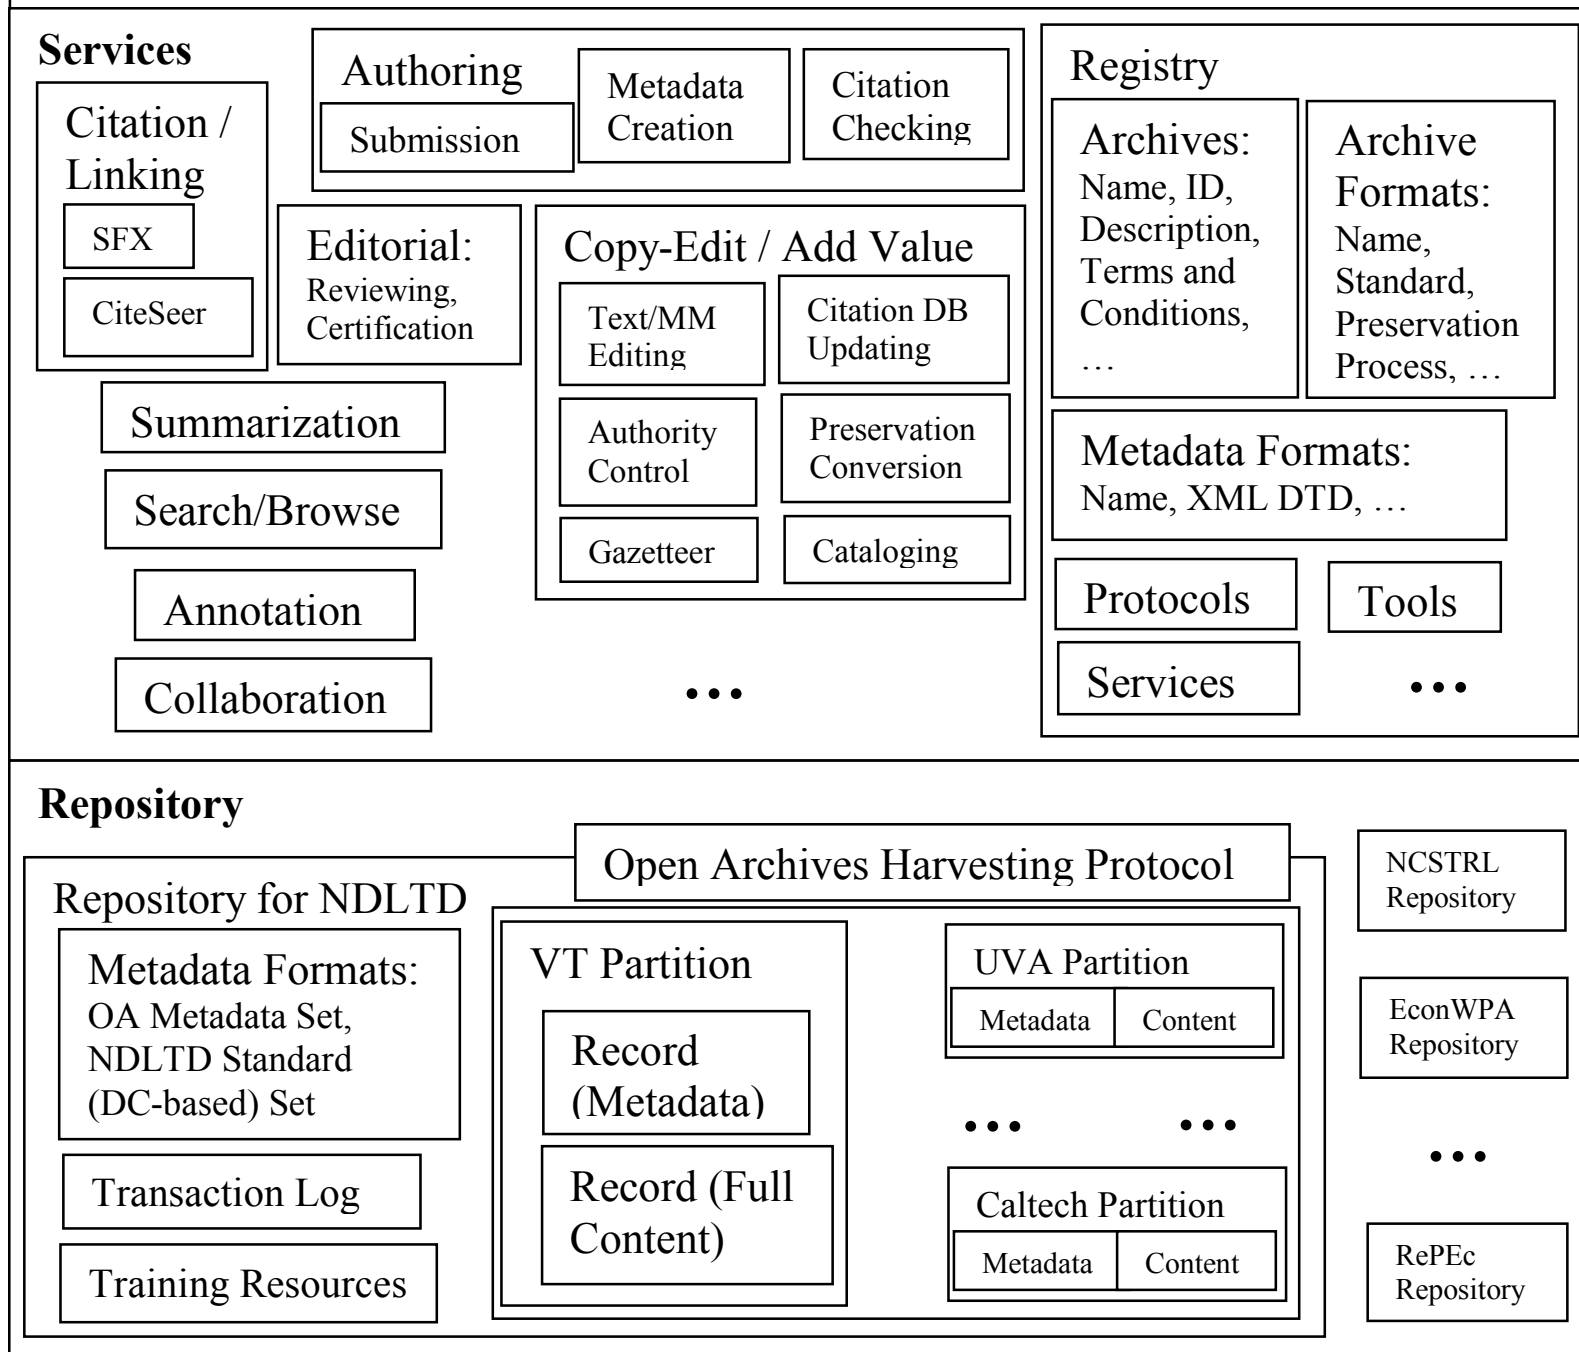 Services
Citation /
Linking
SFX
CiteSeer
Authoring
Submission
Metadata
Creation
Citation
Checking
Editorial:
Reviewing,
Certification
Copy-Edit / Add Value
Text/MM
Editing
Citation DB
Updating
Authority
Control
Preservation
Conversion
Gazetteer
Cataloging
Summarization
Search/Browse
Annotation
Collaboration
…
Registry
Archives:
Name, ID,
Description,
Terms and
Conditions,
…
Archive
Formats:
Name,
Standard,
Preservation
Process, …
Metadata Formats:
Name, XML DTD, …
Protocols
Tools
Services
…
Repository
Open Archives Harvesting Protocol
Repository for NDLTD
Metadata Formats:
OA Metadata Set,
NDLTD Standard
(DC-based) Set
Transaction Log
Training Resources
VT Partition
Record
(Metadata)
Record (Full
Content)
UVA Partition
Metadata
Content
… …
Caltech Partition
Metadata
Content
NCSTRL
Repository
EconWPA
Repository
…
RePEc
Repository